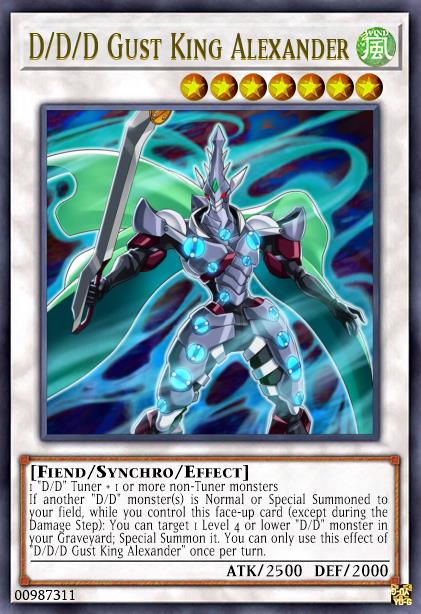 D/D/D Gust King Alexander
WIND
風
[Fiend/Synchro/Effect]
1 "D/D" Tuner + 1 or more non-Tuner monsters
If another "D/D" monster(s) is Normal or Special Summoned to
your field, while you control this face-up card (except during the
Damage Step): You can target 1 Level 4 or lower "D/D" monster in
your Graveyard; Special Summon it. You can only use this effect of
"D/D/D Gust King Alexander" once per turn.
ATK/2500 DEF/2000
00987311